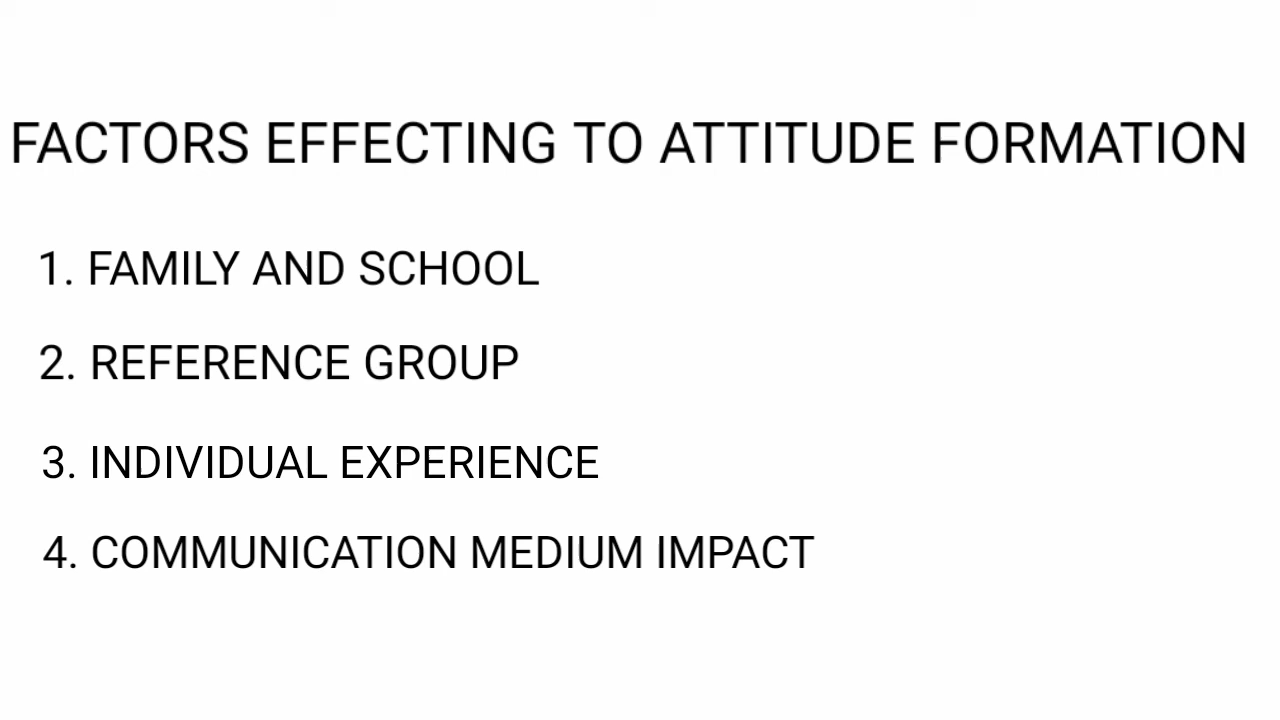 FACTORS EFFECTING TO ATTITUDE FORMATION
1. FAMILY AND SCHOOL
2. REFERENCE GROUP
3. INDIVIDUAL EXPERIENCE
4. COMMUNICATION MEDIUM IMPACT